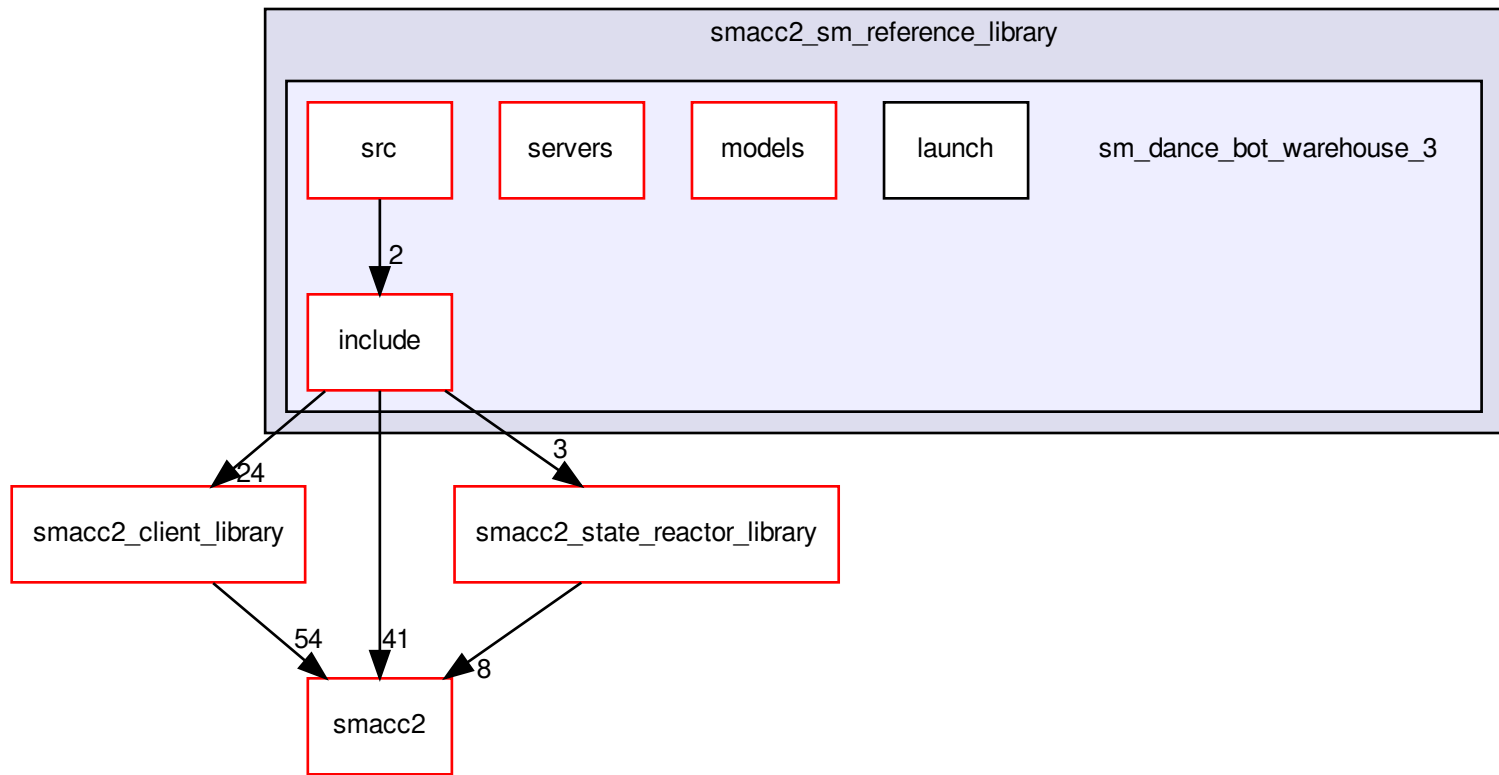 smacc2_sm_reference_library
src
servers
models
launch
sm_dance_bot_warehouse_3
2
include
24
3
smacc2_client_library
smacc2_state_reactor_library
54
41
8
smacc2